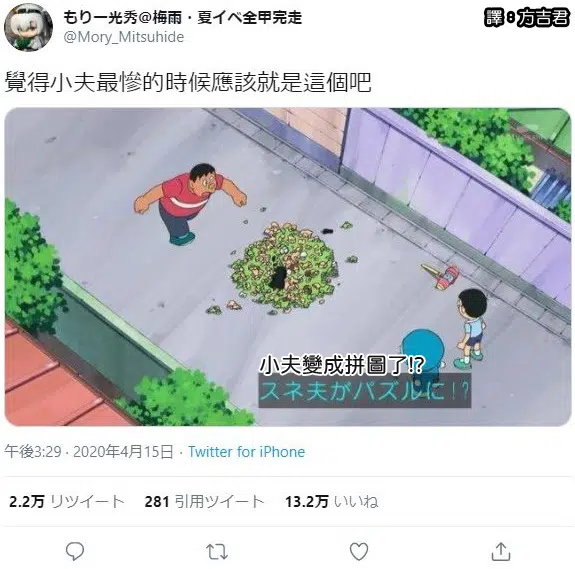 もりー光秀@梅雨・夏イベ全甲完走
@Mory_Mitsuhide
譯:方吉君
覺得小夫最慘的時候應該就是這個吧
小夫變成拼圖了!?
スネ夫がパズルに!?
午後3:29 · 2020年4月15日 · Twitter for iPhone
2.2万 リツイート 281 引用ツイート 13.2万 いいね